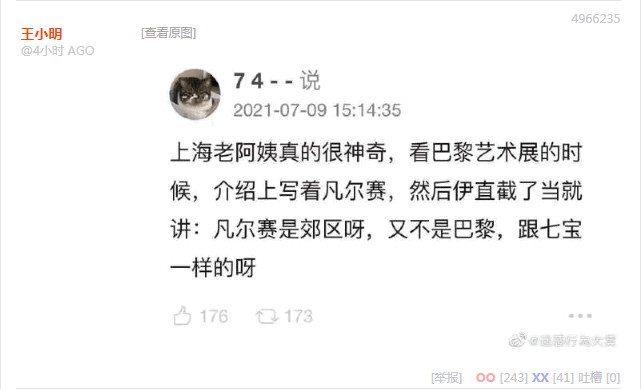 4966235
王小明
[查看原图]
@4小时 AGO
7 4 - - 说
2021-07-09 15:14:35
上海老阿姨真的很神奇，看巴黎艺术展的时
候，介绍上写着凡尔赛，然后伊直截了当就
讲：凡尔赛是郊区呀，又不是巴黎，跟七宝
一样的呀
176
173
[举报] OO [243] XX [41] 吐槽 [0]